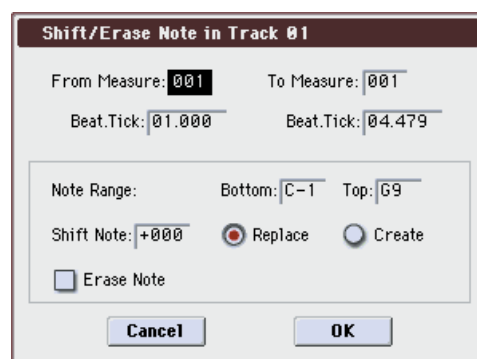 Shift/Erase Note in Track 01
From Measure: 001 To Measure: 001
Beat.Tick: 01.000 Beat.Tick: 04.479
Note Range: Bottom: C-1 Top: G9
Shift Note: +000 Replace Create
Erase Note
Cancel OK